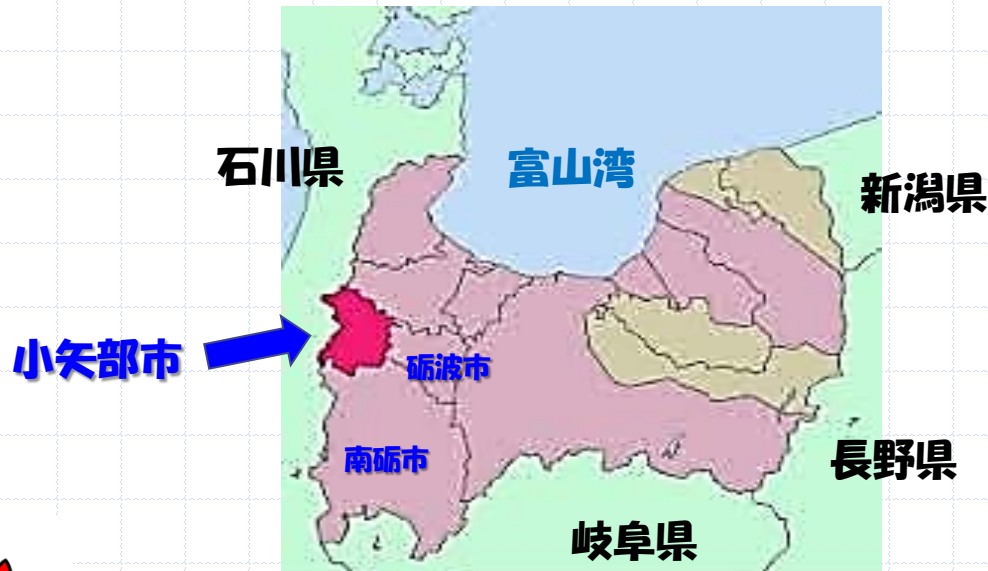 石川県
富山湾
新潟県
小矢部市
砺波市
南砺市
長野県
岐阜県